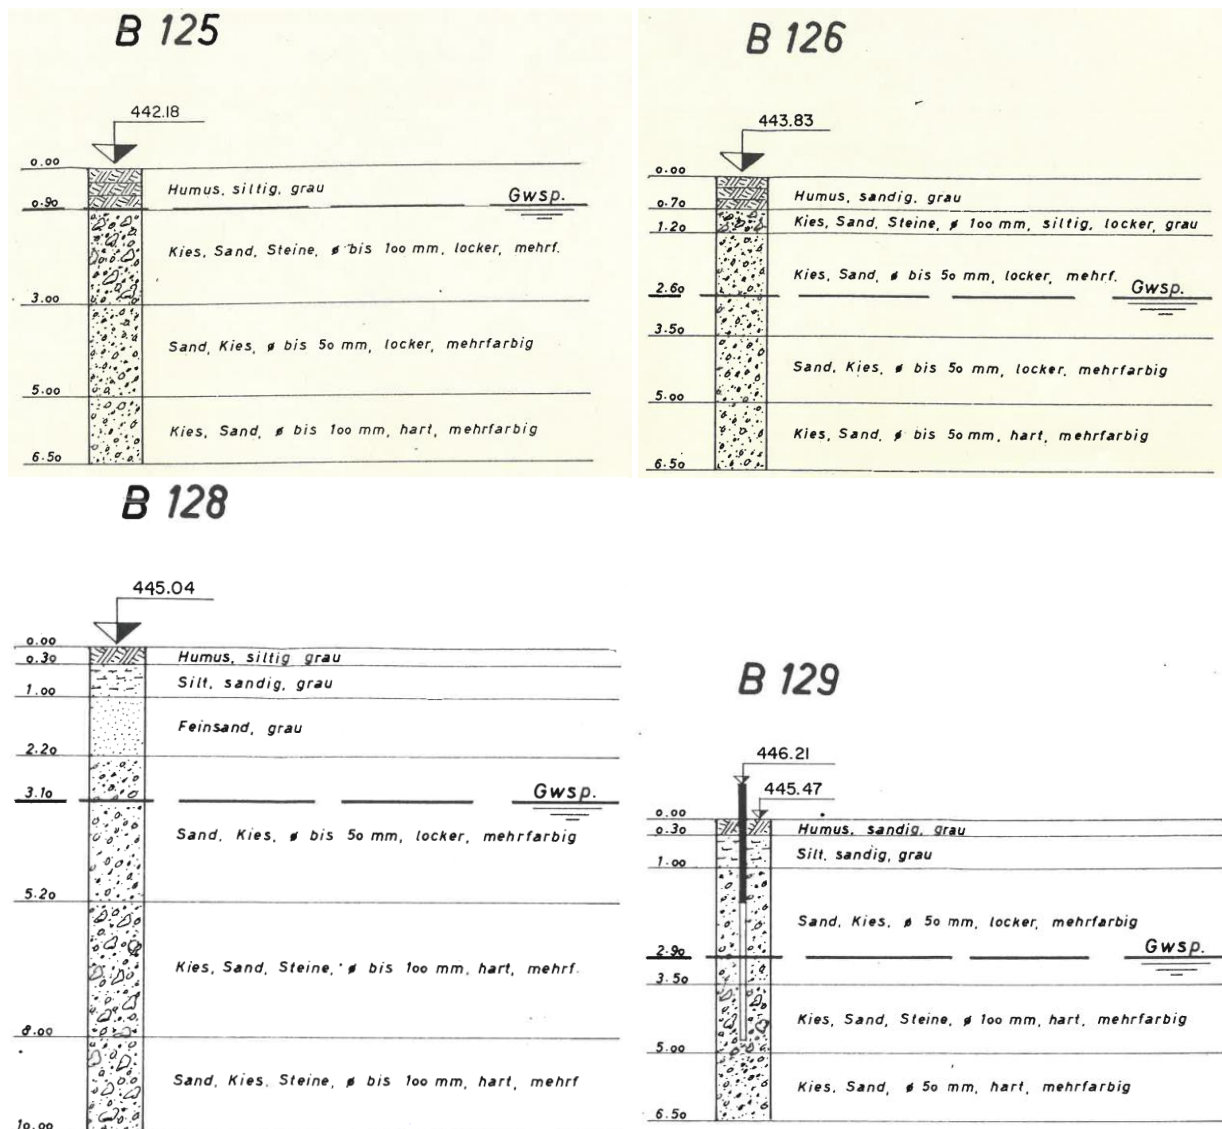 B 125
442.18
0.00
Humus, siltig, grau
Gwsp.
0.90
Kies, Sand, Steine, ø bis 100 mm, locker, mehrf.
3.00
Sand, Kies, ø bis 50 mm, locker, mehrfarbig
5.00
Kies, Sand, ø bis 100 mm, hart, mehrfarbig
6.50
B 126
443.83
0.00
Humus, sandig, grau
0.70
Kies, Sand, Steine, ø 100 mm, siltig, locker, grau
1.20
Kies, Sand, ø bis 50 mm, locker, mehrf.
Gwsp.
2.60
3.50
Sand, Kies, ø bis 50 mm, locker, mehrfarbig
5.00
Kies, Sand, ø bis 50 mm, hart, mehrfarbig
6.50
B 128
445.04
0.00
Humus, siltig grau
0.30
Silt, sandig, grau
1.00
Feinsand, grau
2.20
Gwsp.
3.10
Sand, Kies, ø bis 50 mm, locker, mehrfarbig
5.20
Kies, Sand, Steine, ø bis 100 mm, hart, mehrf.
8.00
Sand, Kies, Steine, ø bis 100 mm, hart, mehrf
10.00
B 129
446.21
445.47
0.00
Humus, sandig, grau
0.30
Silt, sandig, grau
1.00
Sand, Kies, ø 50 mm, locker, mehrfarbig
Gwsp.
2.90
3.50
Kies, Sand, Steine, ø 100 mm, hart, mehrfarbig
5.00
Kies, Sand, ø 50 mm, hart, mehrfarbig
6.50